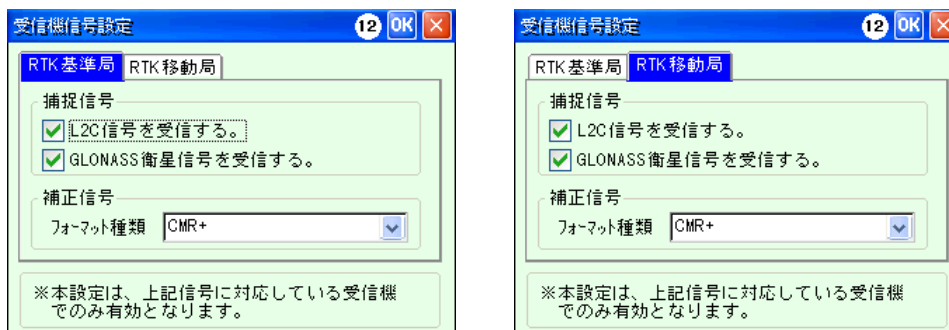 受信機信号設定 12 OK
RTK基準局 RTK移動局
捕捉信号
L2C信号を受信する。
GLONASS衛星信号を受信する。
補正信号
フォーマット種類 CMR+
※本設定は、上記信号に対応している受信機
でのみ有効となります。
受信機信号設定 12 OK
RTK基準局 RTK移動局
捕捉信号
L2C信号を受信する。
GLONASS衛星信号を受信する。
補正信号
フォーマット種類 CMR+
※本設定は、上記信号に対応している受信機
でのみ有効となります。